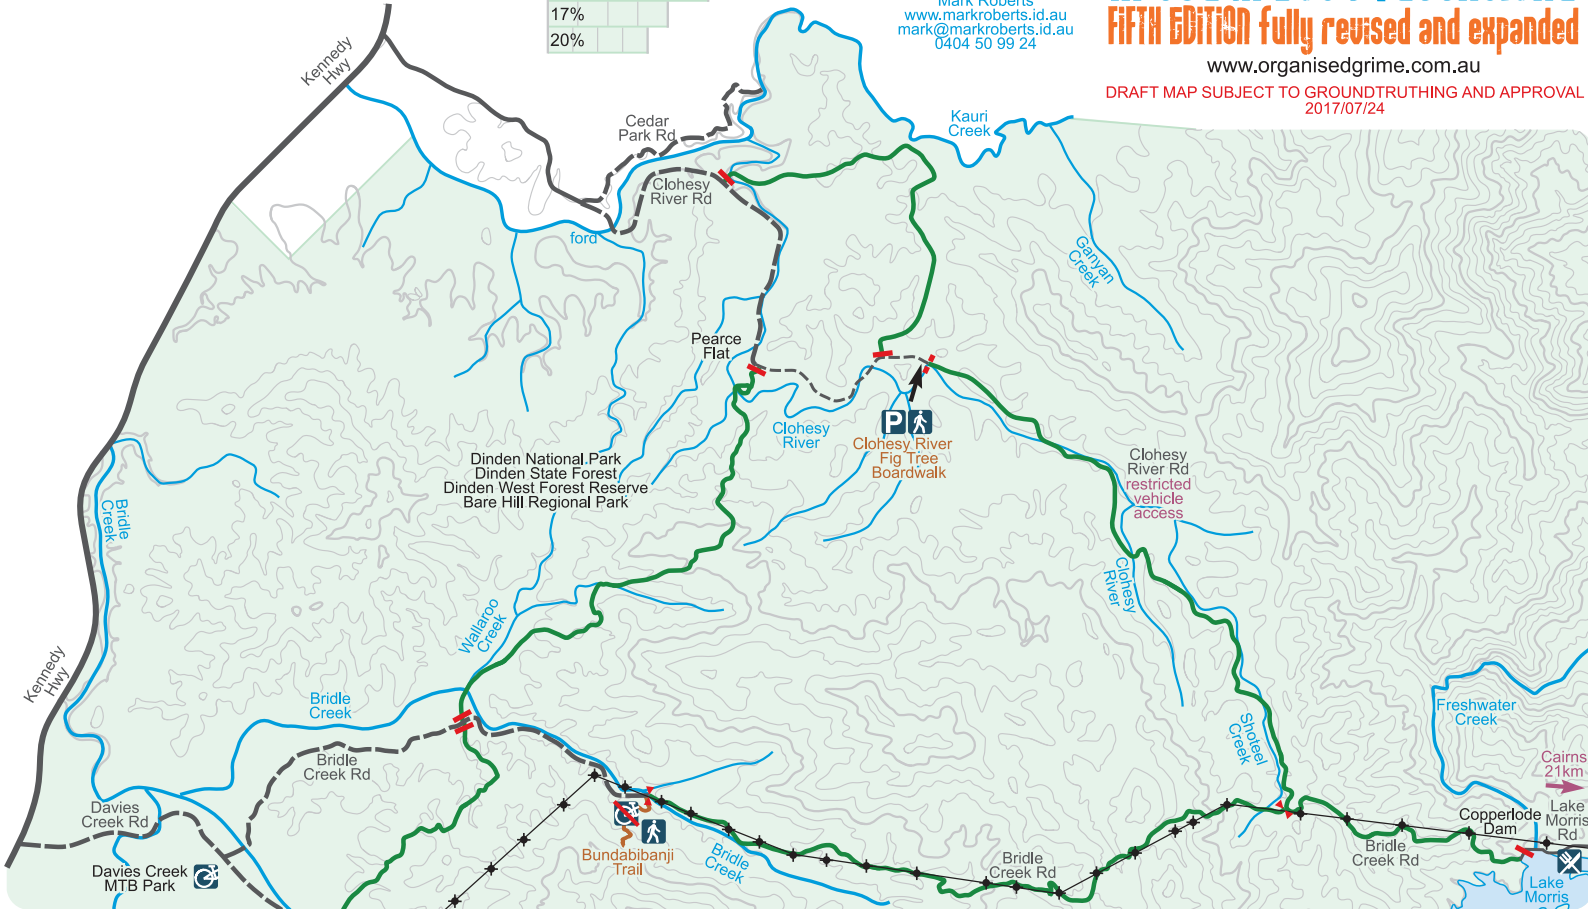 17%
20%
Mark Roberts
www.markroberts.id.au
mark@markroberts.id.au
0404 50 99 24
FIFTH EDITION fully revised and expanded
www.organisedgrime.com.au
DRAFT MAP SUBJECT TO GROUNDTRUTHING AND APPROVAL
2017/07/24
Kennedy
Hwy
Cedar
Park Rd
Kauri
Creek
Clohesy
River Rd
ford
Ganyan
Creek
Pearce
Flat
Clohesy
River
P
Clohesy River
Fig Tree
Boardwalk
Dinden National Park
Dinden State Forest
Dinden West Forest Reserve
Bare Hill Regional Park
Clohesy
River Rd
restricted
vehicle
access
Bridle
Creek
Clohesy
River
Wallaroo
Creek
Kennedy
Hwy
Bridle
Creek
Freshwater
Creek
Shoteel
Creek
Bridle
Creek Rd
Cairns
21km
Davies
Creek Rd
Copperlode
Dam
Lake
Morris
Rd
Bundabibanji
Trail
Bridle
Creek
Bridle
Creek Rd
Bridle
Creek Rd
Davies Creek
MTB Park
Lake
Morris